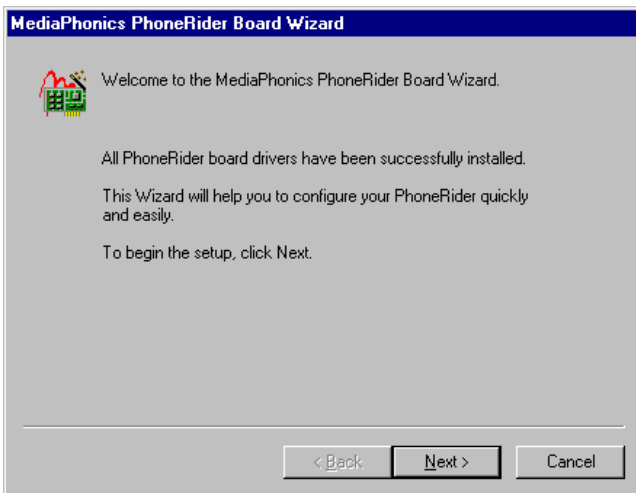 MediaPhonics PhoneRider Board Wizard
Welcome to the MediaPhonics PhoneRider Board Wizard.
All PhoneRider board drivers have been successfully installed.
This Wizard will help you to configure your PhoneRider quickly
and easily.
To begin the setup, click Next.
< Back
Next >
Cancel